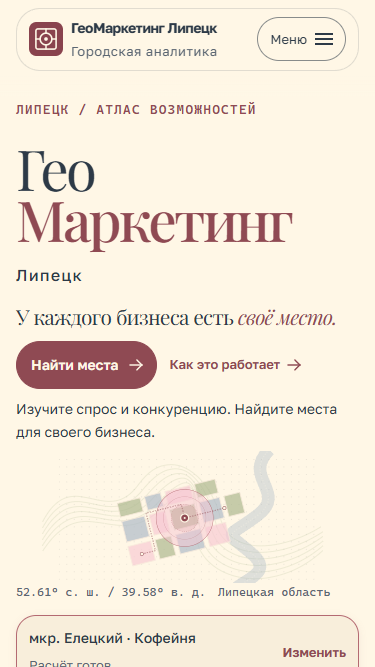 ГеоМаркетинг Липецк
Городская аналитика
Меню
ЛИПЕЦК / АТЛАС ВОЗМОЖНОСТЕЙ
Гео
Маркетинг
Липецк
У каждого бизнеса есть своё место.
Найти места →
Как это работает →
Изучите спрос и конкуренцию. Найдите места
для своего бизнеса.
52.61° с. ш. / 39.58° в. д. Липецкая область
мкр. Елецкий · Кофейня
Изменить
Расчёт готов